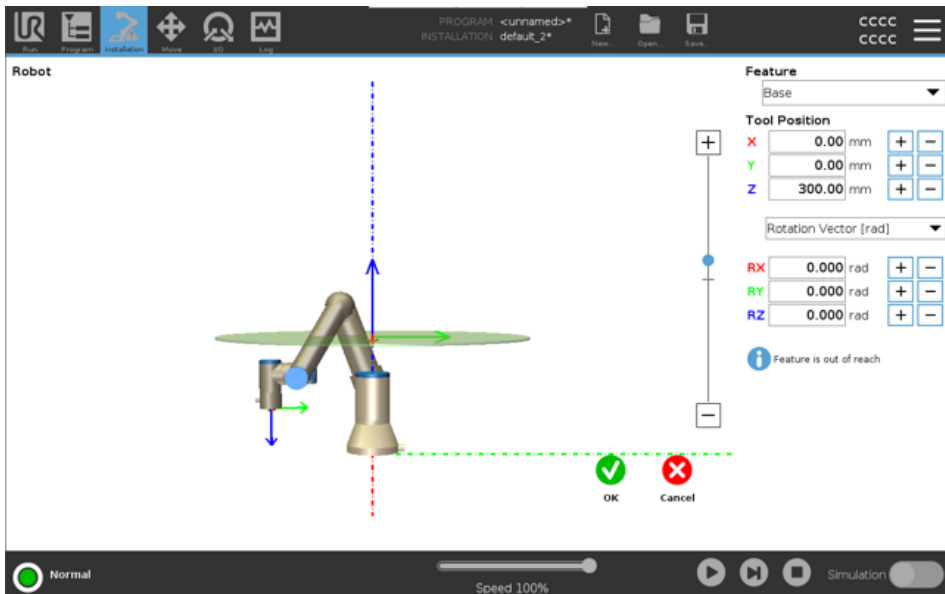 UR
Run
Program
Installation
Move
I/O
Log
PROGRAM <unnamed>*
INSTALLATION default_2*
New...
Open...
Save...
CCCC
CCCC
Robot
Feature
Base
Tool Position
X 0.00 mm + −
Y 0.00 mm + −
Z 300.00 mm + −
Rotation Vector [rad]
RX 0.000 rad + −
RY 0.000 rad + −
RZ 0.000 rad + −
i Feature is out of reach
+
−
OK
Cancel
Normal
Speed 100%
Simulation